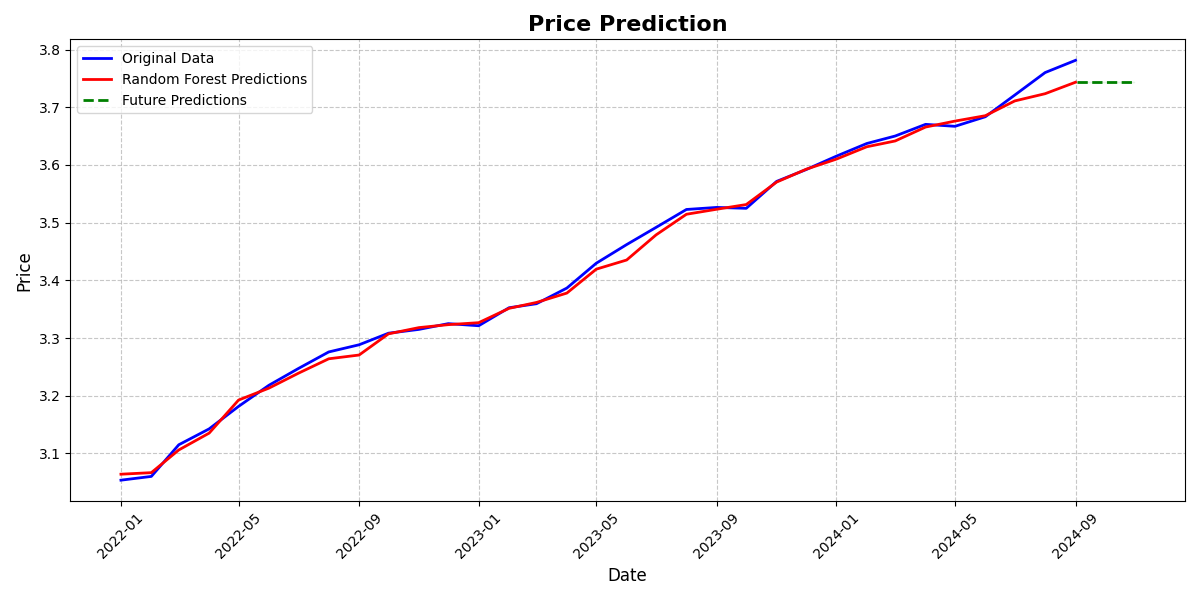 Price Prediction
Original Data
Random Forest Predictions
Future Predictions
Price
3.8
3.7
3.6
3.5
3.4
3.3
3.2
3.1
2022-01
2022-05
2022-09
2023-01
2023-05
2023-09
2024-01
2024-05
2024-09
Date